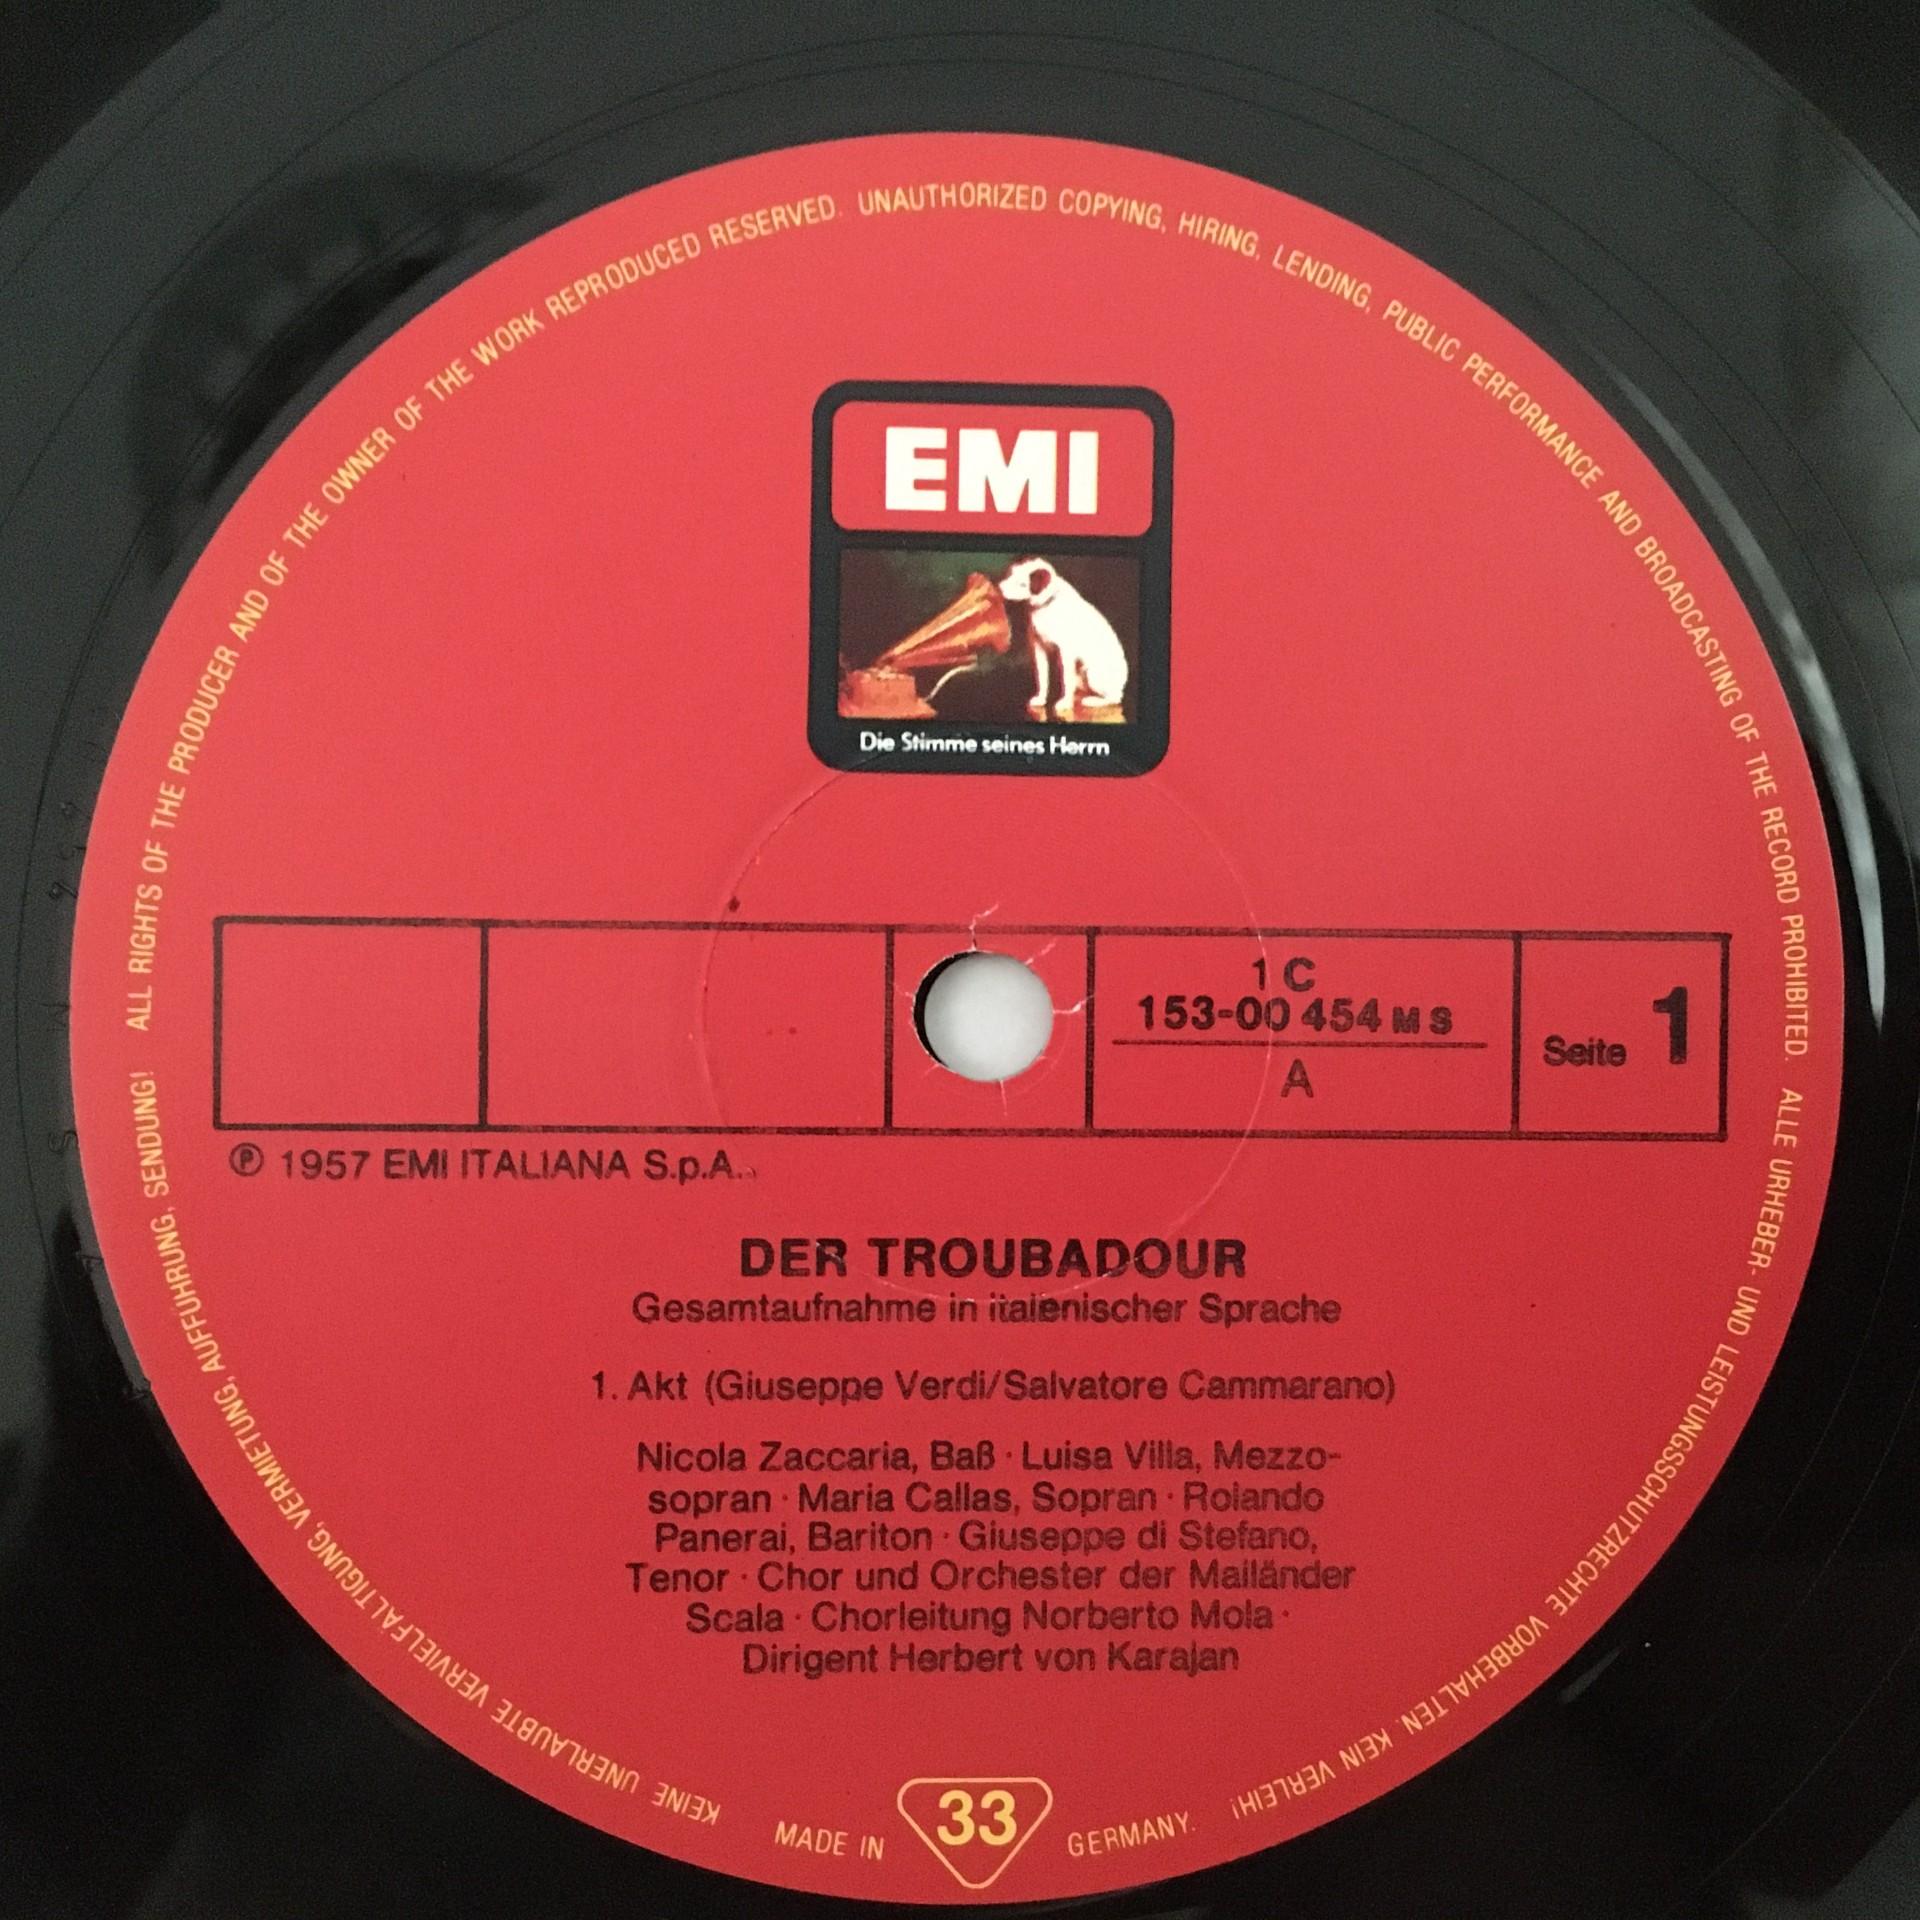 ALL RIGHTS OF THE PRODUCER AND OF THE OWNER OF THE WORK REPRODUCED RESERVED. UNAUTHORIZED COPYING, HIRING, LENDING, PUBLIC PERFORMANCE AND BROADCASTING OF THE RECORD PROHIBITED.
EMI
Die Stimme seines Herrn
1 C
153-00 454 M S
A
Seite 1
Ⓟ 1957 EMI ITALIANA S.p.A.
DER TROUBADOUR
Gesamtaufnahme in italienischer Sprache
1. Akt (Giuseppe Verdi/Salvatore Cammarano)
Nicola Zaccaria, Baß · Luisa Villa, Mezzo-
sopran · Maria Callas, Sopran · Rolando
Panerai, Bariton · Giuseppe di Stefano,
Tenor · Chor und Orchester der Mailänder
Scala · Chorleitung Norberto Mola ·
Dirigent Herbert von Karajan
ALLE URHEBER- UND LEISTUNGSSCHUTZRECHTE VORBEHALTEN. KEIN VERLEIH! KEINE UNERLAUBTE VERVIELFÄLTIGUNG, VERMIETUNG, AUFFÜHRUNG, SENDUNG!
MADE IN GERMANY.
33